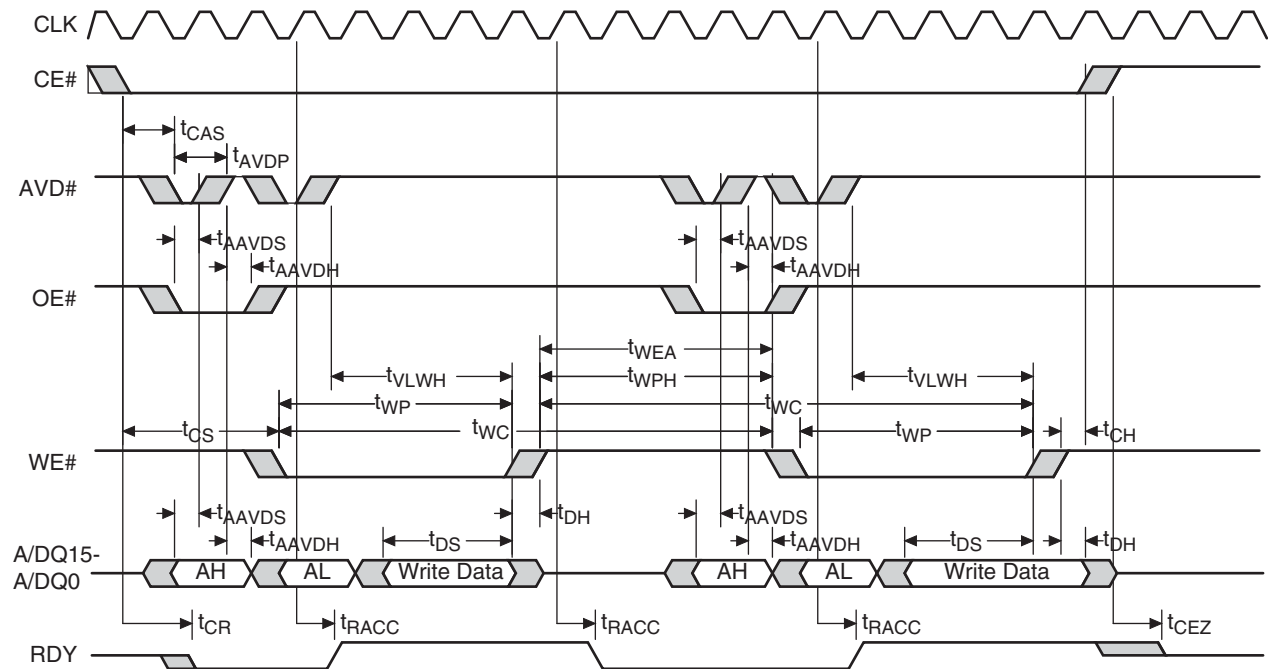 CLK
CE#
tCAS
tAVDP
AVD#
tAAVDS tAAVDS
tAAVDH tAAVDH
OE#
tWEA
tVLWH tWPH tVLWH
tWP tWC
tCS tWC tWP tCH
WE#
tAAVDS tDH tAAVDS
tAAVDH tDS tAAVDH tDS tDH
A/DQ15-
A/DQ0
AH AL Write Data AH AL Write Data
tCR tRACC tRACC tRACC tCEZ
RDY